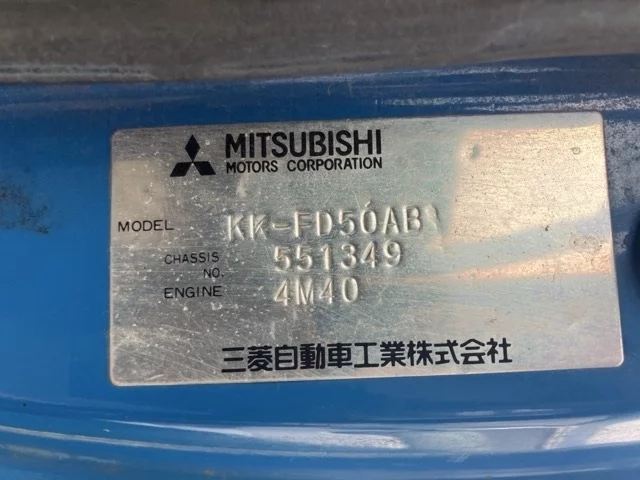 MITSUBISHI
MOTORS CORPORATION
MODEL KK-FD50AB
CHASSIS NO. 551349
ENGINE 4M40
三菱自動車工業株式会社